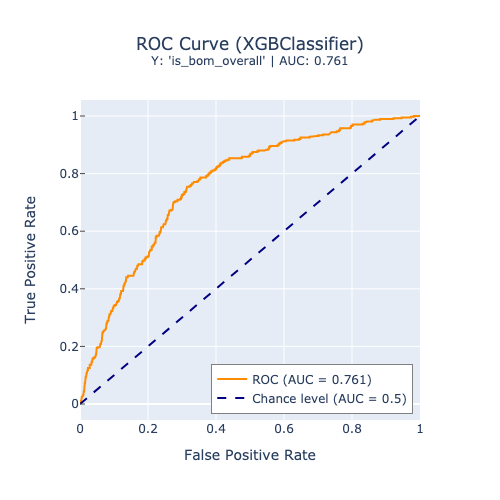 ROC Curve (XGBClassifier)
Y: 'is_bom_overall' | AUC: 0.761
1
0.8
0.6
0.4
0.2
0
True Positive Rate
ROC (AUC = 0.761)
Chance level (AUC = 0.5)
0
0.2
0.4
0.6
0.8
1
False Positive Rate